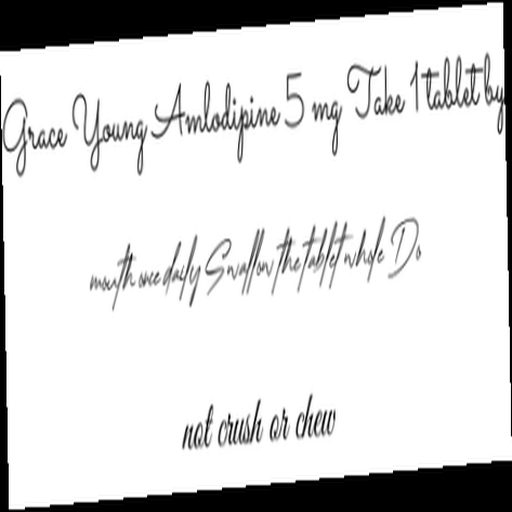 Grace Young Amlodipine 5 mg Take 1 tablet by
mouth once daily Swallow the tablet whole Do
not crush or chew